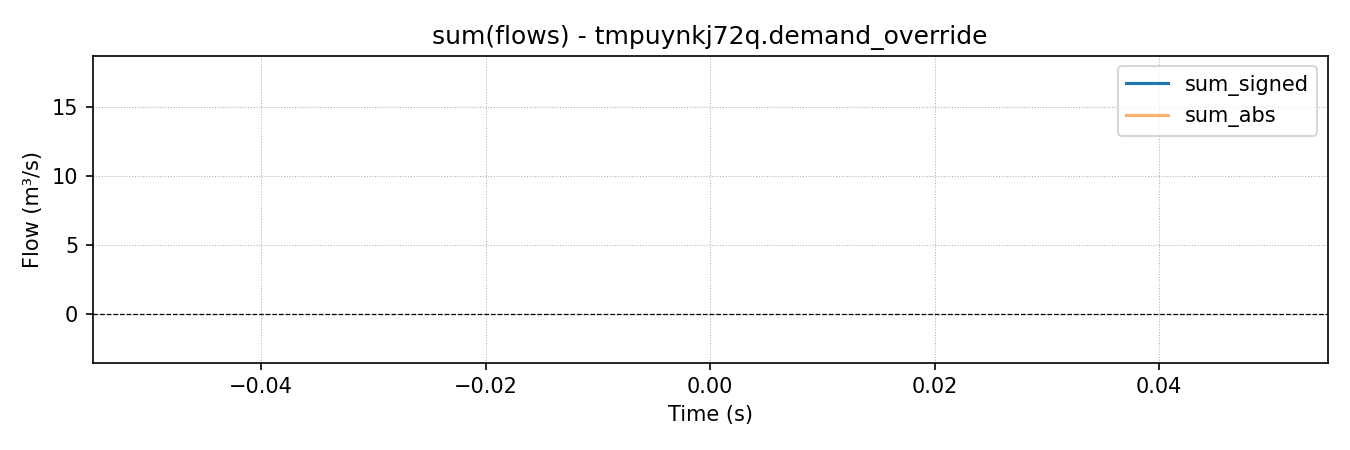 sum(flows) - tmpuynkj72q.demand_override
sum_signed
sum_abs
15
10
5
0
Flow (m³/s)
−0.04
−0.02
0.00
0.02
0.04
Time (s)